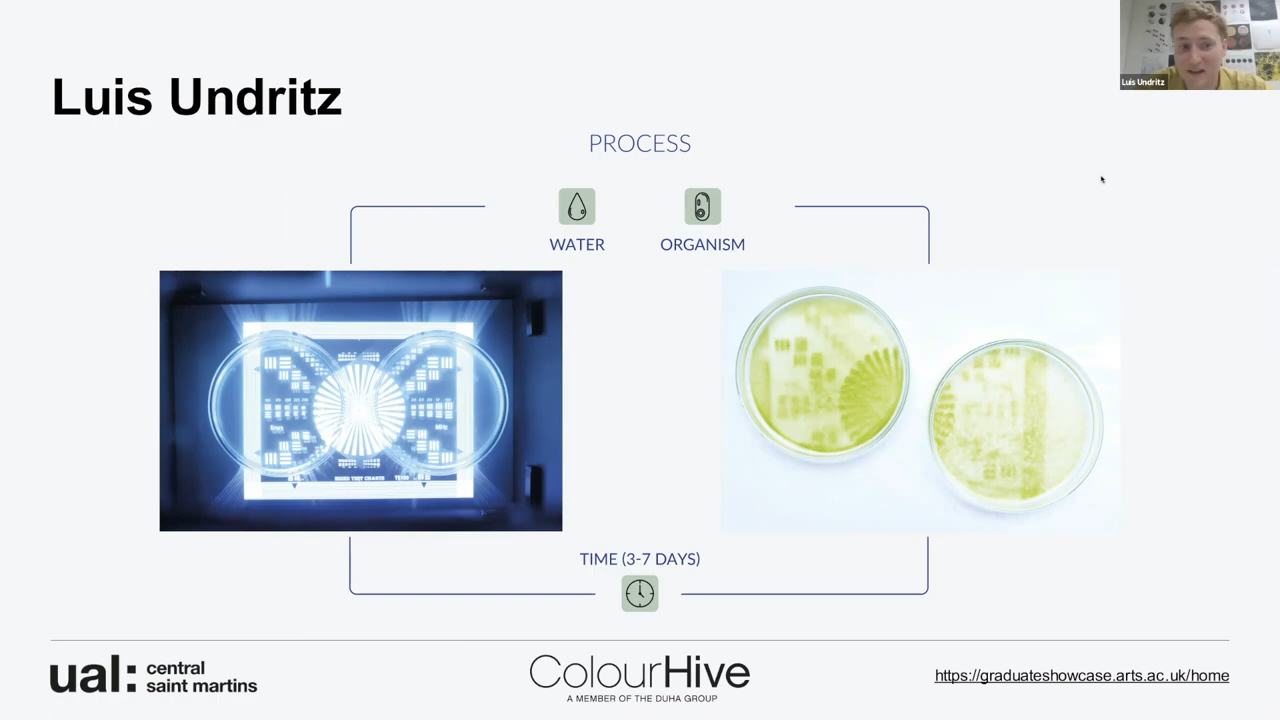 Luis Undritz
Luis Undritz
PROCESS
WATER
ORGANISM
TIME (3-7 DAYS)
ual: central
saint martins
ColourHive
A MEMBER OF THE DUHA GROUP
https://graduateshowcase.arts.ac.uk/home